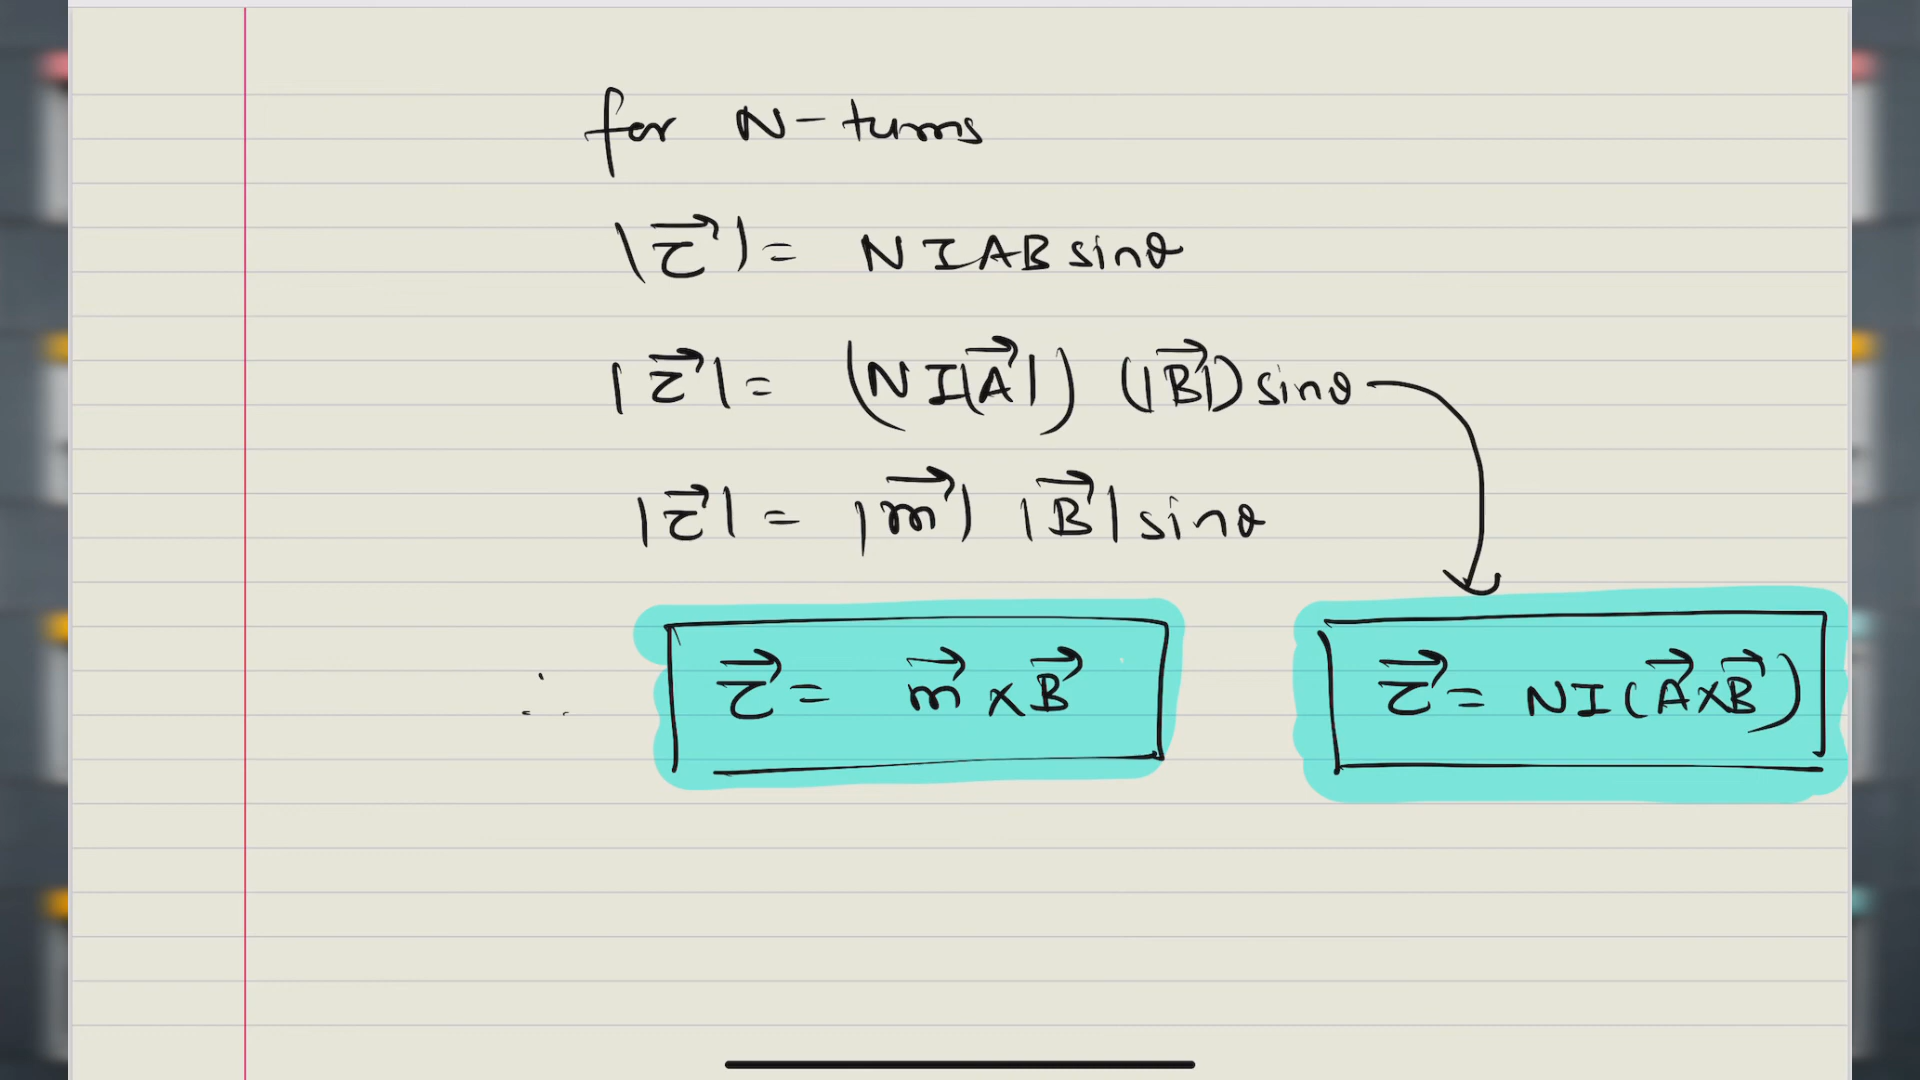 for N-turns
|τ⃗| = NIAB sinθ
|τ⃗| = (NI|A⃗|) (|B⃗|) sinθ
|τ⃗| = |m⃗| |B⃗| sinθ
∴ τ⃗ = m⃗ × B⃗
τ⃗ = NI(A⃗×B⃗)